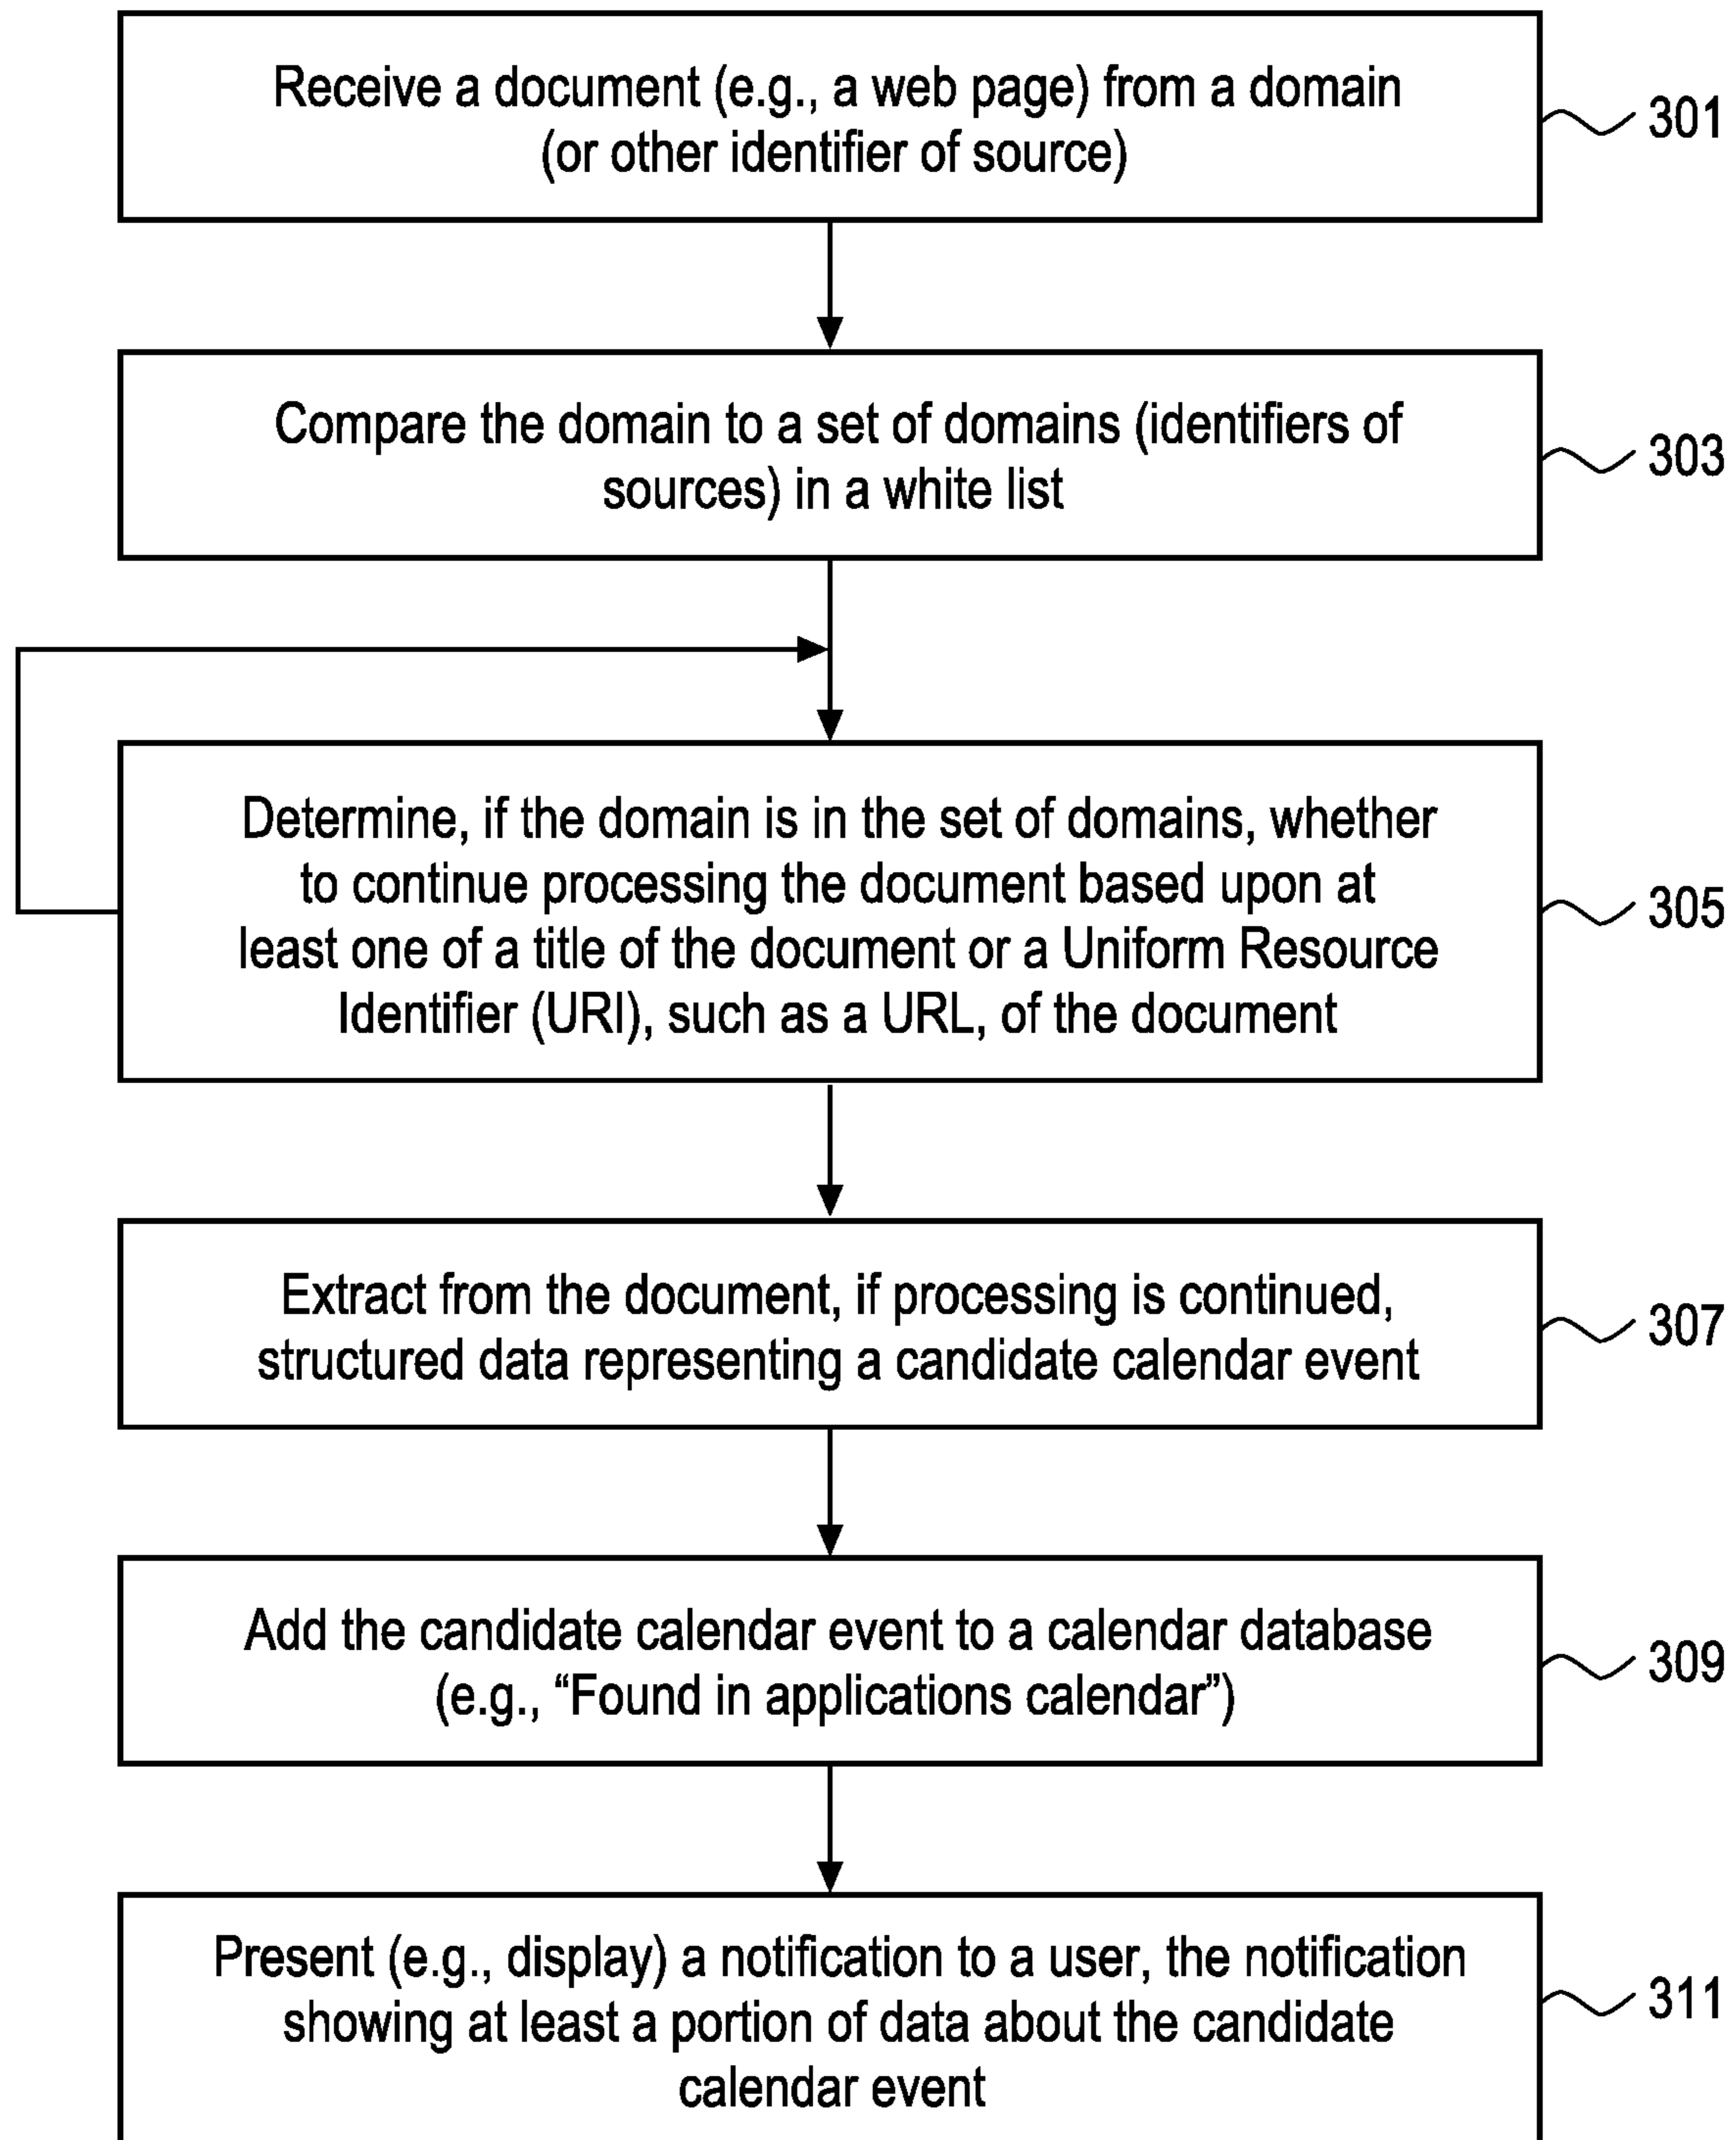 Receive a document (e.g., a web page) from a domain
(or other identifier of source)
301
Compare the domain to a set of domains (identifiers of
sources) in a white list
303
Determine, if the domain is in the set of domains, whether
to continue processing the document based upon at
least one of a title of the document or a Uniform Resource
Identifier (URI), such as a URL, of the document
305
Extract from the document, if processing is continued,
structured data representing a candidate calendar event
307
Add the candidate calendar event to a calendar database
(e.g., “Found in applications calendar”)
309
Present (e.g., display) a notification to a user, the notification
showing at least a portion of data about the candidate
calendar event
311